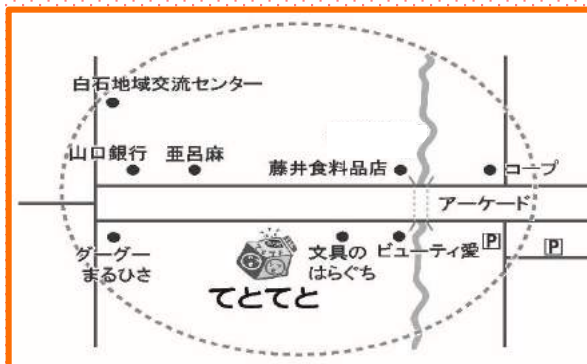 白石地域交流センター
山口銀行
亜呂麻
藤井食料品店
コープ
アーケード
ダーグー
まるひさ
てとてと
文具の
はらぐち
ビューティ愛
P
P